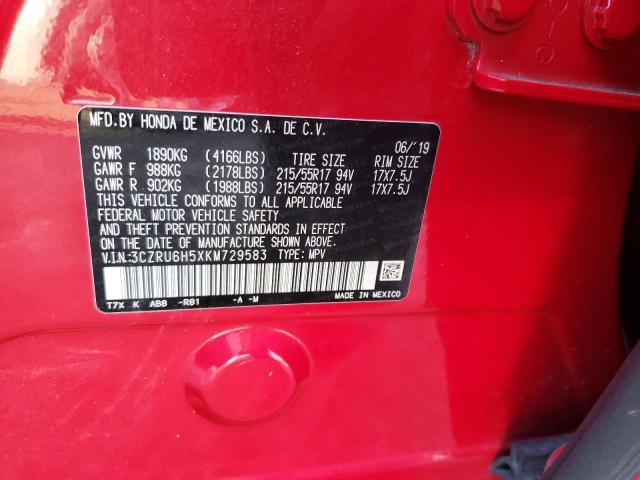 MFD.BY HONDA DE MEXICO S.A. DE C.V.
06/'19
GVWR 1890KG (4166LBS) TIRE SIZE RIM SIZE
GAWR F 988KG (2178LBS) 215/55R17 94V 17X7.5J
GAWR R 902KG (1988LBS) 215/55R17 94V 17X7.5J
THIS VEHICLE CONFORMS TO ALL APPLICABLE
FEDERAL MOTOR VEHICLE SAFETY
AND THEFT PREVENTION STANDARDS IN EFFECT
ON THE DATE OF MANUFACTURE SHOWN ABOVE.
V.I.N:3CZRU6H5XKM729583 TYPE: MPV
T7X K ABB -R81 -A -M
MADE IN MEXICO